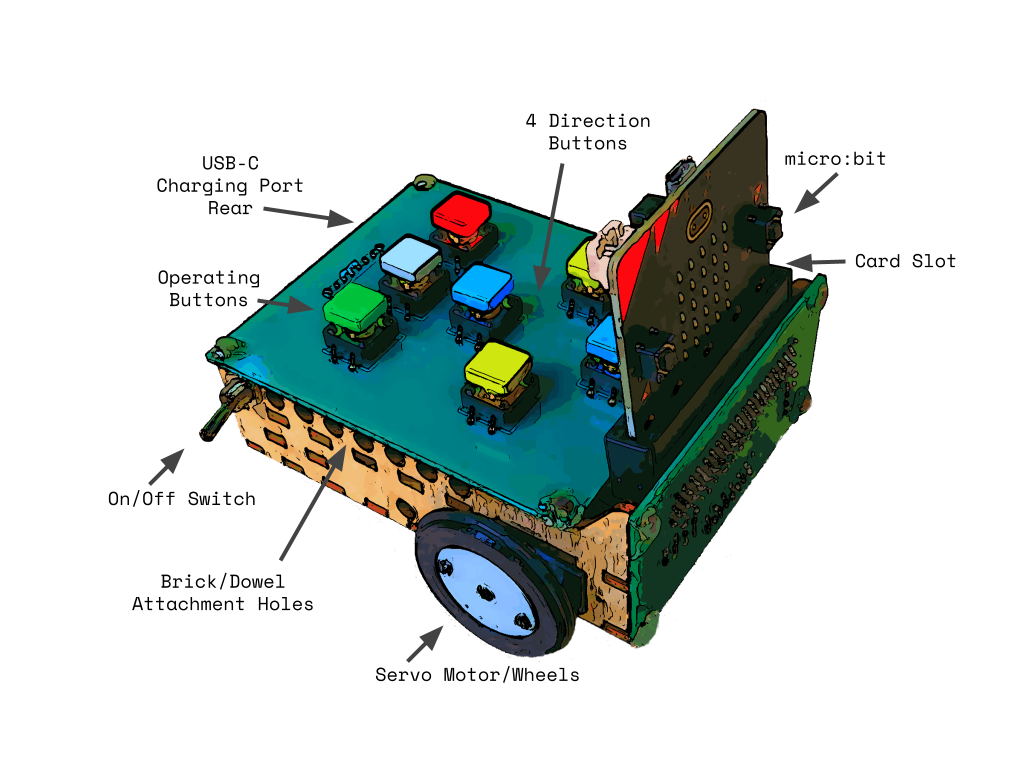 4 Direction
Buttons
USB-C
Charging Port
Rear
micro:bit
Card Slot
Operating
Buttons
On/Off Switch
Brick/Dowel
Attachment Holes
Servo Motor/Wheels